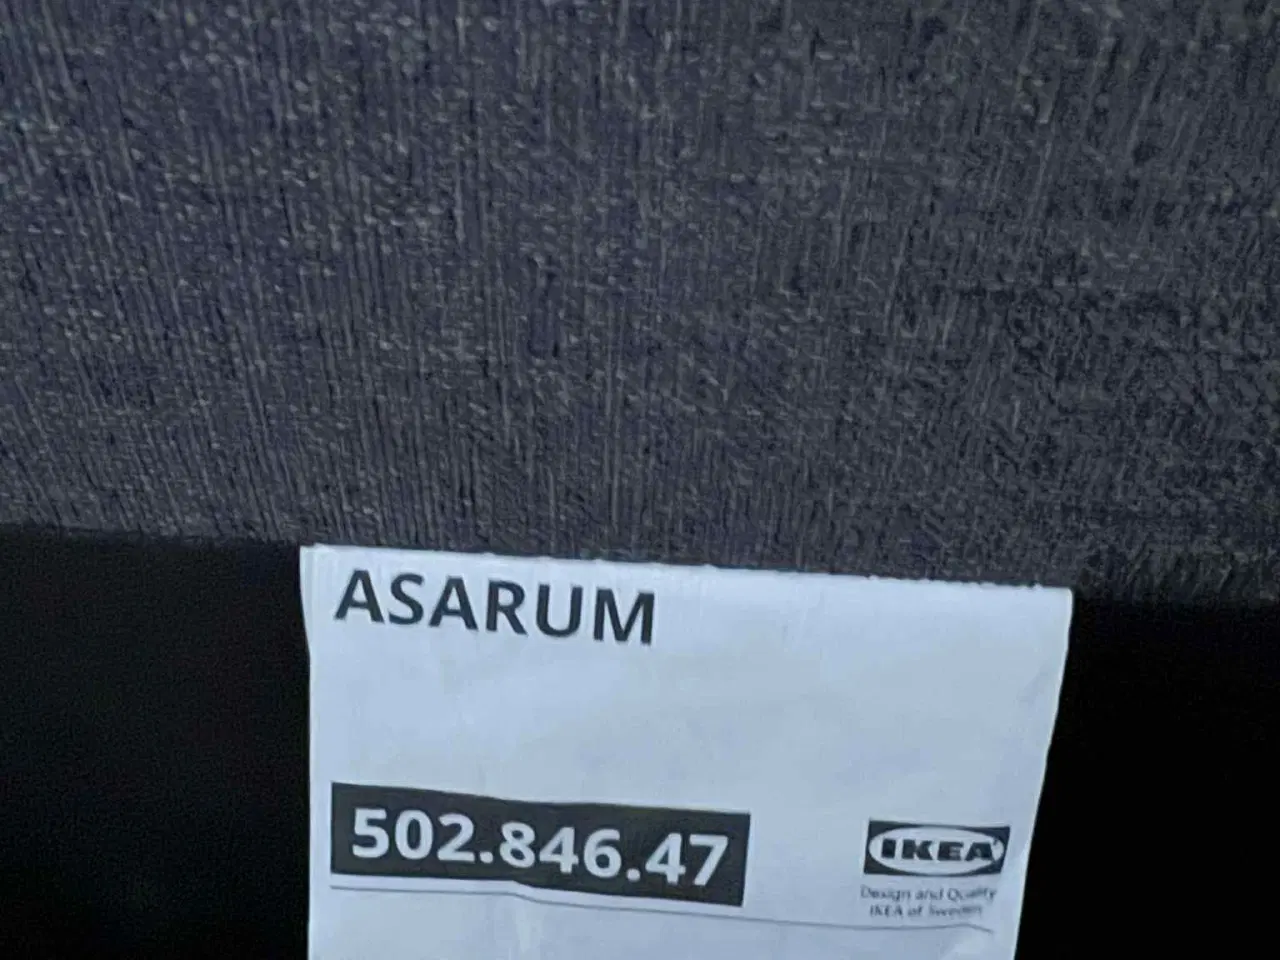 ASARUM
502.846.47
IKEA
Design and Quality
IKEA of Sweden